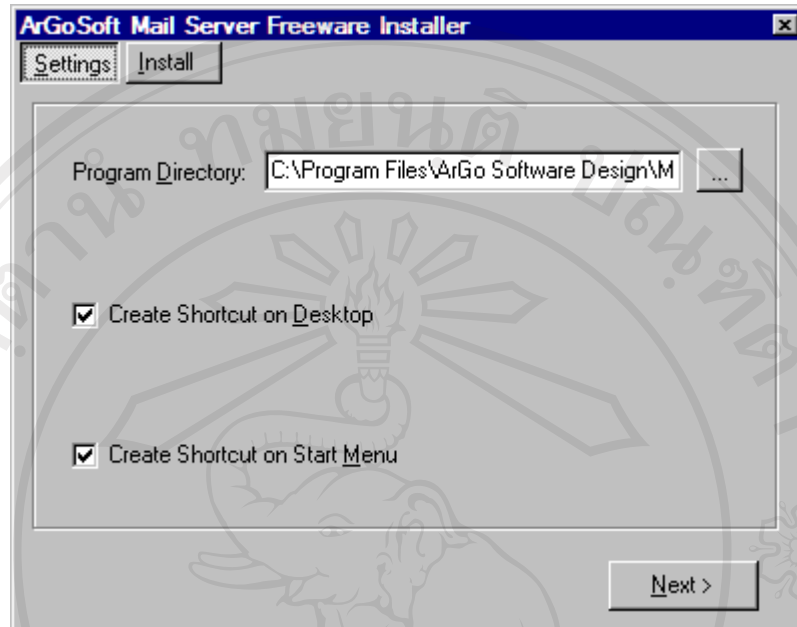 ArGoSoft Mail Server Freeware Installer
Settings Install
Program Directory: C:\Program Files\ArGo Software Design\M ...
Create Shortcut on Desktop
Create Shortcut on Start Menu
Next >